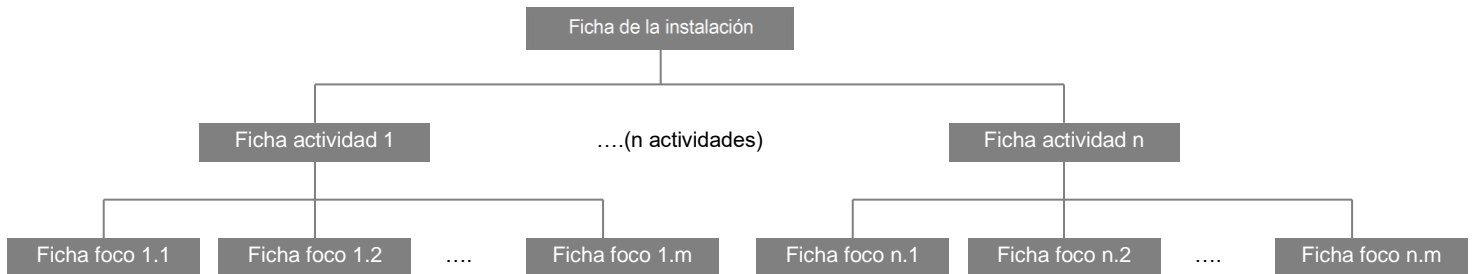 Ficha de la instalación
Ficha actividad 1 ….(n actividades) Ficha actividad n
Ficha foco 1.1 Ficha foco 1.2 …. Ficha foco 1.m Ficha foco n.1 Ficha foco n.2 …. Ficha foco n.m